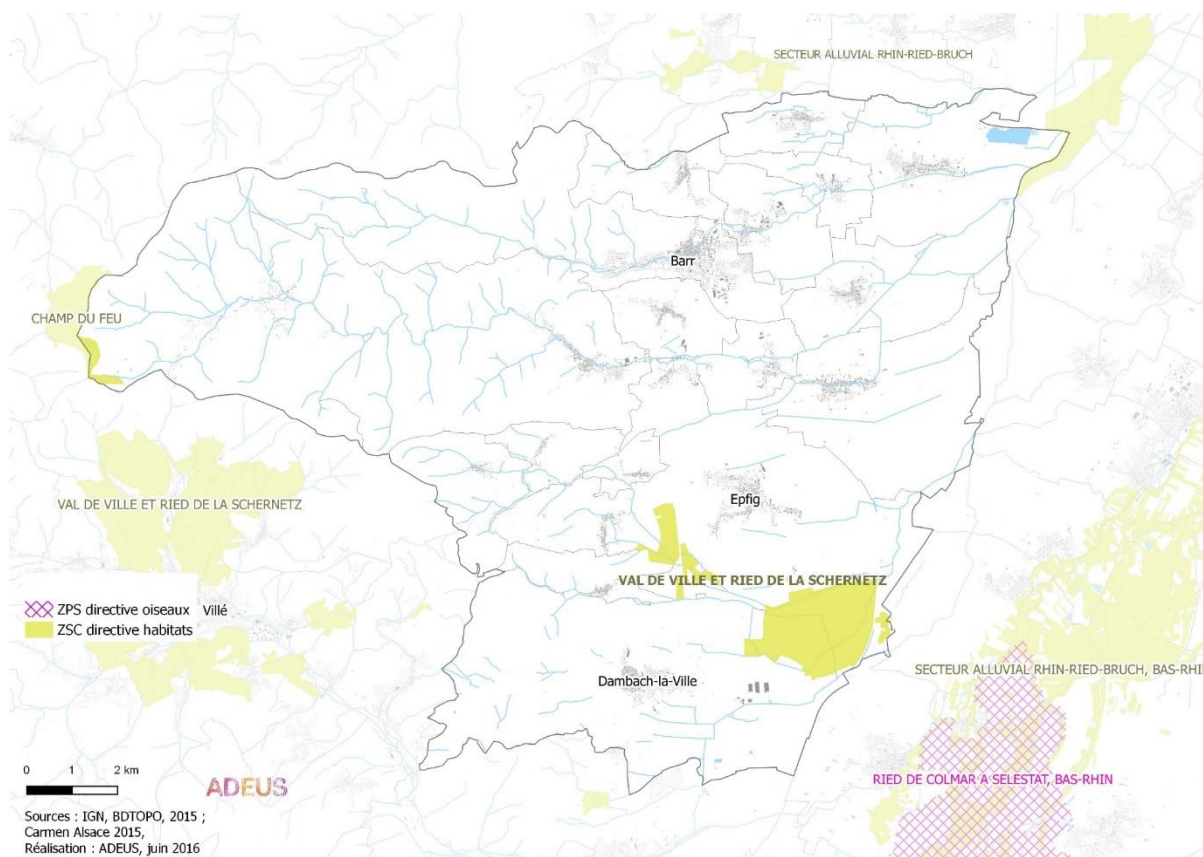 SECTEUR ALLUVIAL RHIN-RIED-BRUCH
Barr
CHAMP DU FEU
VAL DE VILLE ET RIED DE LA SCHERNETZ
Epfig
VAL DE VILLE ET RIED DE LA SCHERNETZ
ZPS directive oiseaux
Villé
ZSC directive habitats
SECTEUR ALLUVIAL RHIN-RIED-BRUCH, BAS-RHI
Dambach-la-Ville
0 1 2 km
ADEUS
RIED DE COLMAR A SELESTAT, BAS-RHIN
Sources : IGN, BDTOPO, 2015 ;
Carmen Alsace 2015,
Réalisation : ADEUS, juin 2016